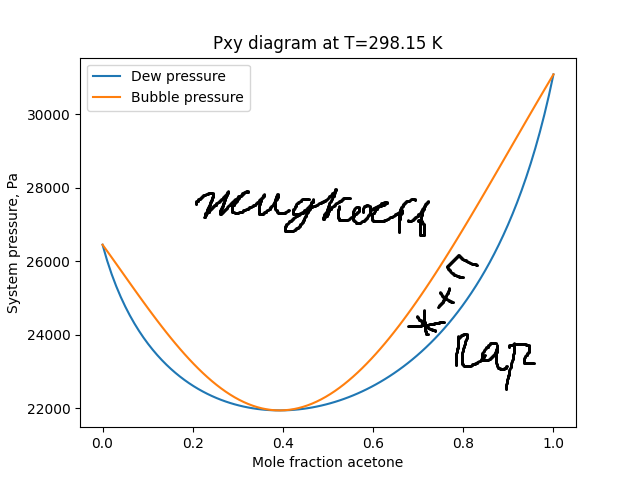 Pxy diagram at T=298.15 K
Dew pressure
Bubble pressure
30000
28000
26000
24000
22000
System pressure, Pa
жидкость
ж + г
пар
0.0 0.2 0.4 0.6 0.8 1.0
Mole fraction acetone